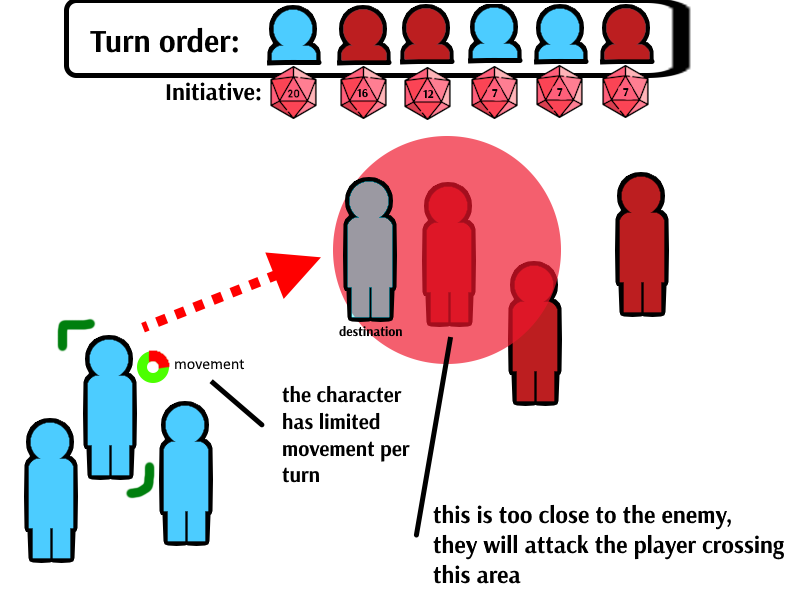 Turn order:
Initiative:
20 16 12 7 7 7
destination
movement
the character
has limited
movement per
turn
this is too close to the enemy,
they will attack the player crossing
this area